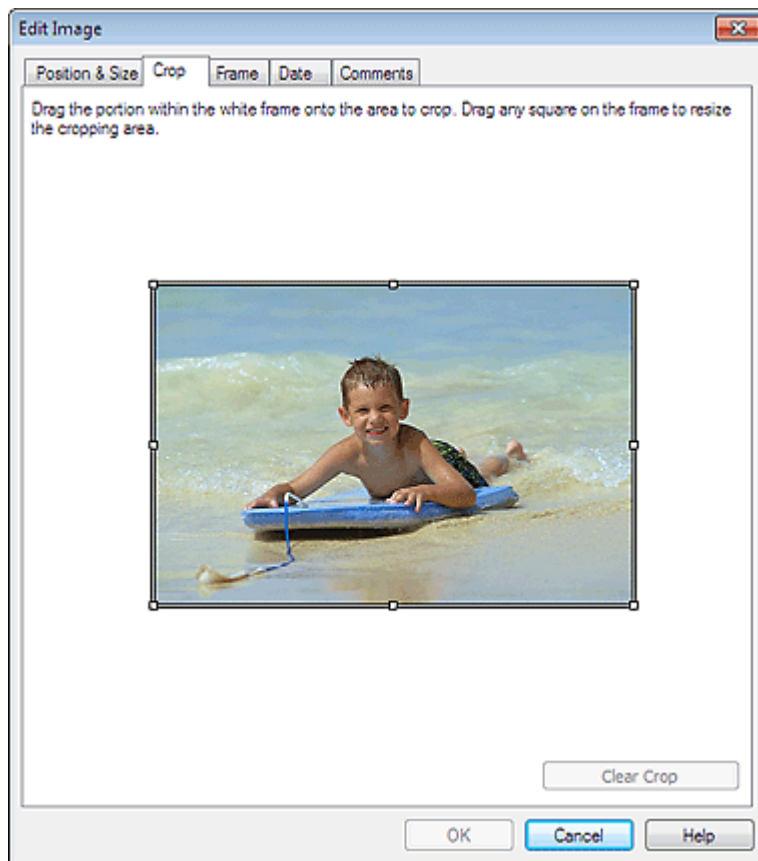 Edit Image
Position & Size Crop Frame Date Comments
Drag the portion within the white frame onto the area to crop. Drag any square on the frame to resize
the cropping area.
Clear Crop
OK Cancel Help